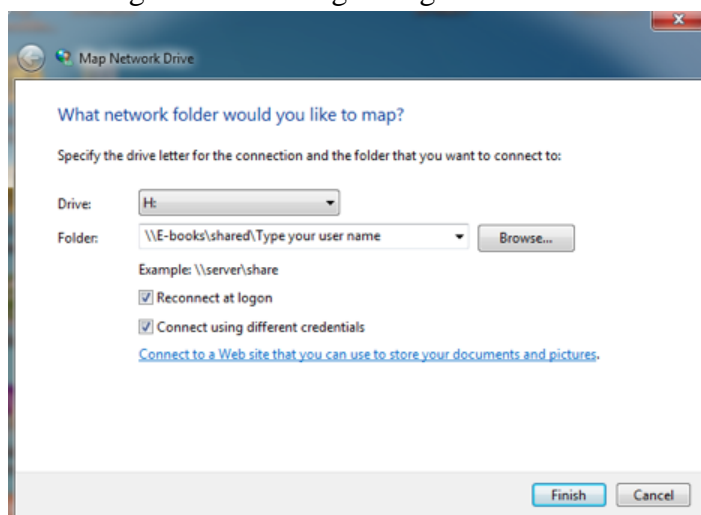 Map Network Drive
What network folder would you like to map?
Specify the drive letter for the connection and the folder that you want to connect to:
Drive: H:
Folder: \\E-books\shared\Type your user name Browse...
Example: \\server\share
Reconnect at logon
Connect using different credentials
Connect to a Web site that you can use to store your documents and pictures.
Finish Cancel